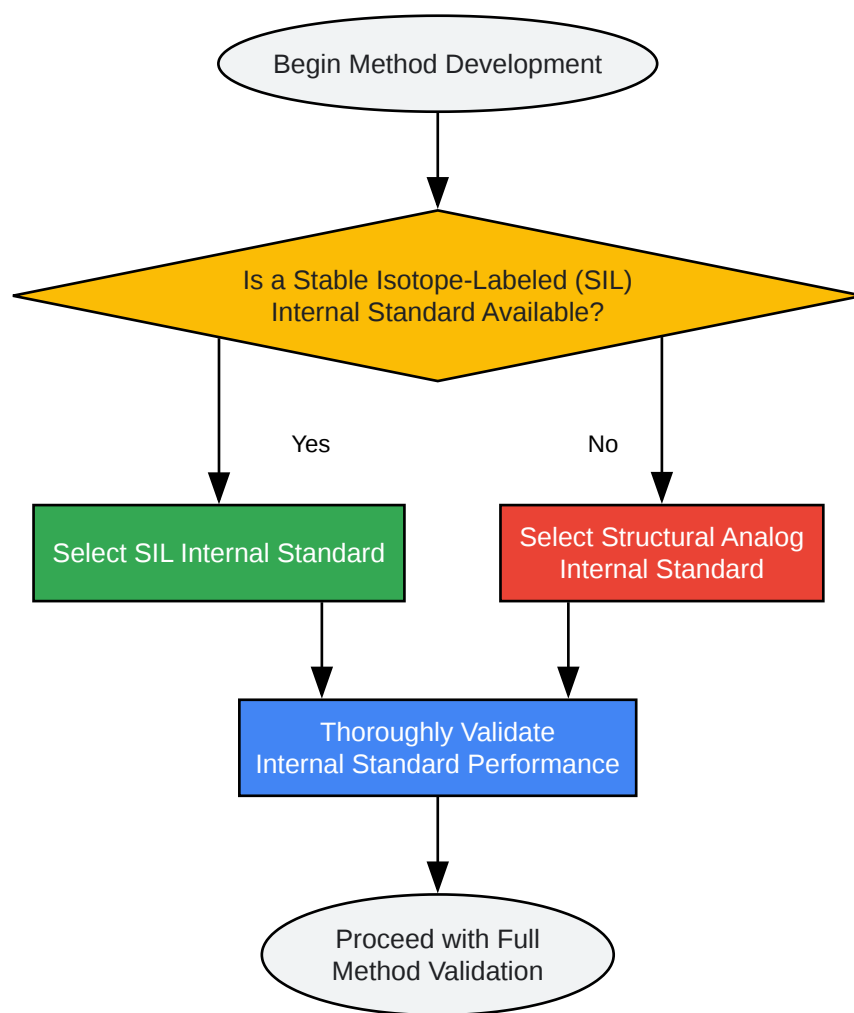 Begin Method Development
Is a Stable Isotope-Labeled (SIL)
Internal Standard Available?
Yes
No
Select SIL Internal Standard
Select Structural Analog
Internal Standard
Thoroughly Validate
Internal Standard Performance
Proceed with Full
Method Validation